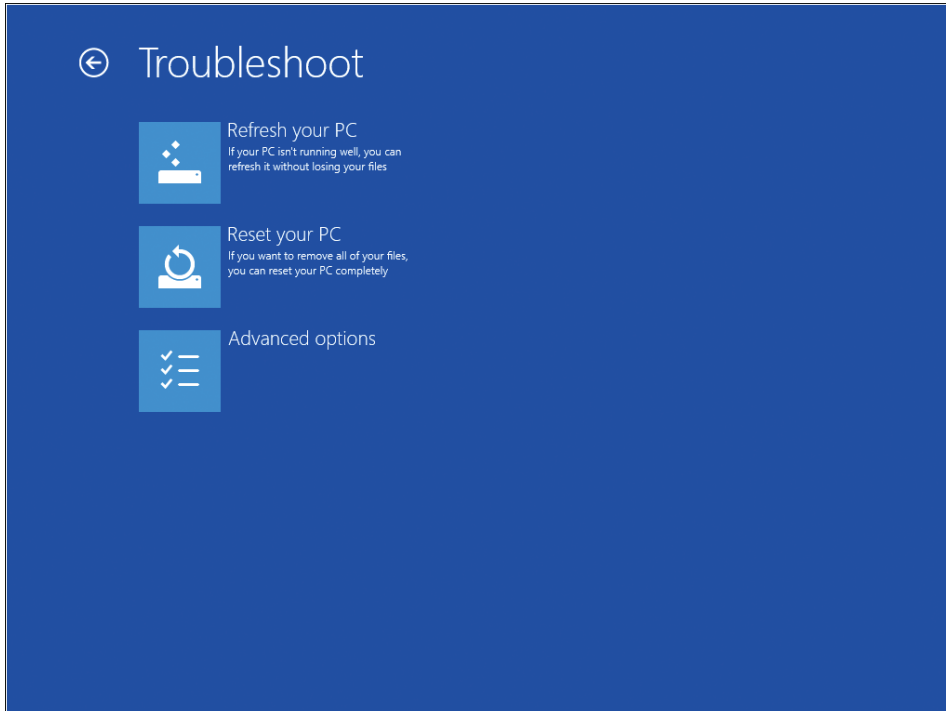 Troubleshoot
Refresh your PC
If your PC isn't running well, you can
refresh it without losing your files
Reset your PC
If you want to remove all of your files,
you can reset your PC completely
Advanced options